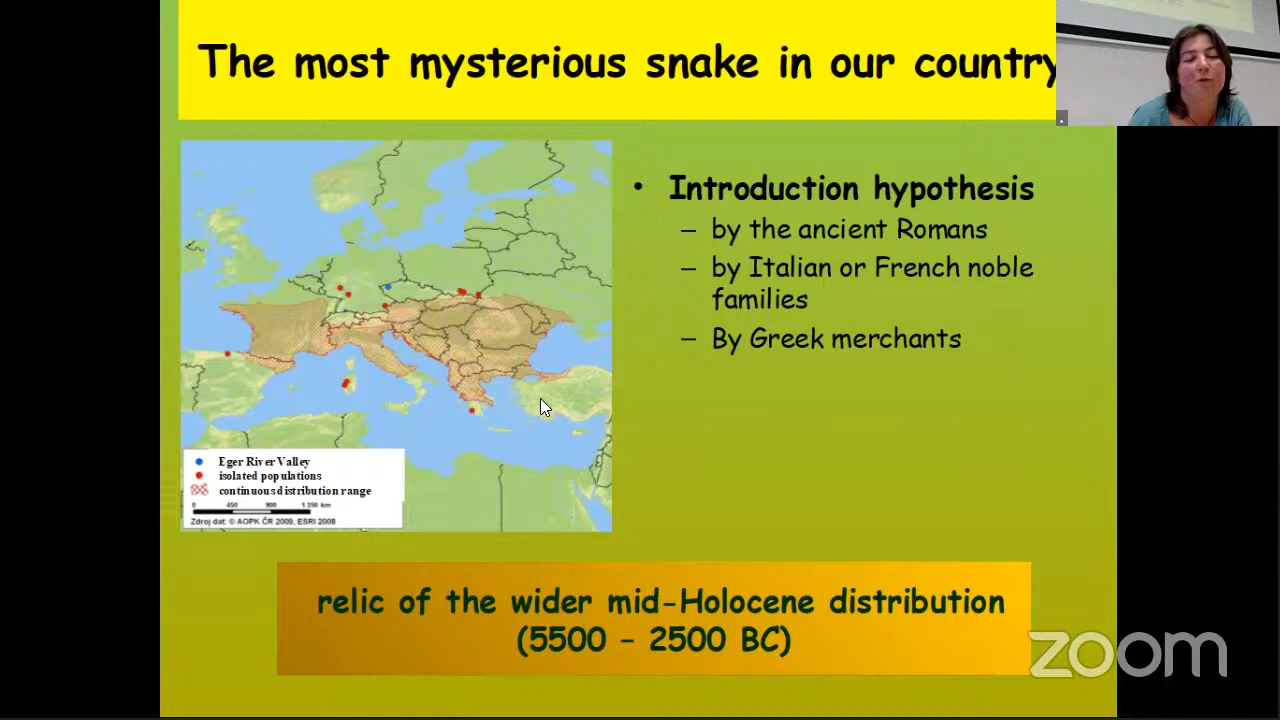 The most mysterious snake in our country
• Introduction hypothesis
– by the ancient Romans
– by Italian or French noble
families
– By Greek merchants
Eger River Valley
isolated populations
continuous distribution range
0 450 900 1 350 km
Zdroj dat: © AOPK ČR 2009, ESRI 2008
relic of the wider mid-Holocene distribution
(5500 – 2500 BC)
zoom